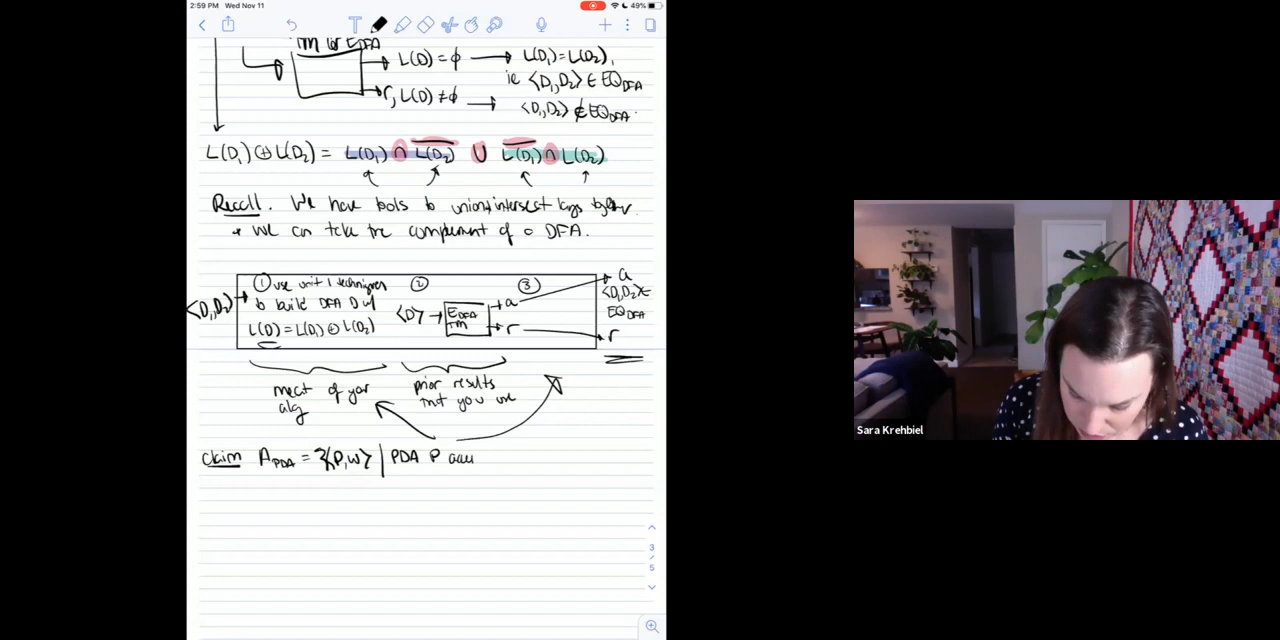 2:59 PM Wed Nov 11
49%
TM for EDFA
L(D) = ϕ → L(D1) = L(D2),
ie <D1, D2> ∈ EQDFA
r, L(D) ≠ ϕ → <D1, D2> ∉ EQDFA.
L(D1) ⊕ L(D2) = L(D1) ∩ L(D2) ∪ L(D1) ∩ L(D2)
Recall. We have tools to union, intersect langs together
+ we can take the complement of a DFA.
<D1, D2>
① use unit 1 techniques
to build DFA D w/
L(D) = L(D1) ⊕ L(D2)
②
<D> → EDFA TM
a
r
③
a
<D1, D2> ∈
EQDFA
r
meat of your
alg
prior results
that you use
Claim APDA = {<P, w> | PDA P
3 / 5
Sara Krehbiel